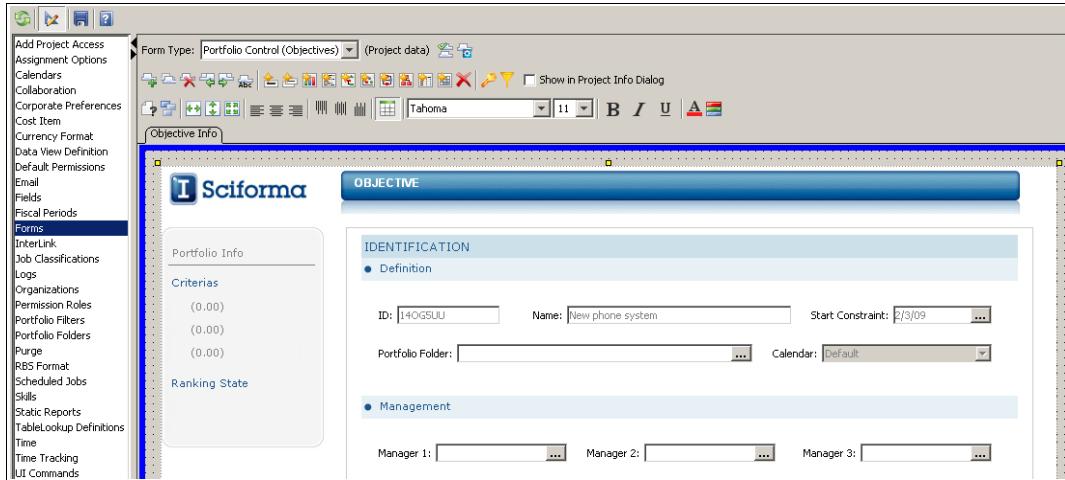 Add Project Access
Assignment Options
Calendars
Collaboration
Corporate Preferences
Cost Item
Currency Format
Data View Definition
Default Permissions
Email
Fields
Fiscal Periods
Forms
InterLink
Job Classifications
Logs
Organizations
Permission Roles
Portfolio Filters
Portfolio Folders
Purge
RBS Format
Scheduled Jobs
Skills
Static Reports
TableLookup Definitions
Time
Time Tracking
UI Commands
Form Type: Portfolio Control (Objectives) (Project data)
Abc Show in Project Info Dialog
Tahoma 11 B I U A
Objective Info
Sciforma
OBJECTIVE
Portfolio Info
Criterias
(0.00)
(0.00)
(0.00)
Ranking State
IDENTIFICATION
Definition
ID: 14OG5UU Name: New phone system Start Constraint: 2/3/09 ...
Portfolio Folder: ... Calendar: Default
Management
Manager 1: ... Manager 2: ... Manager 3: ...